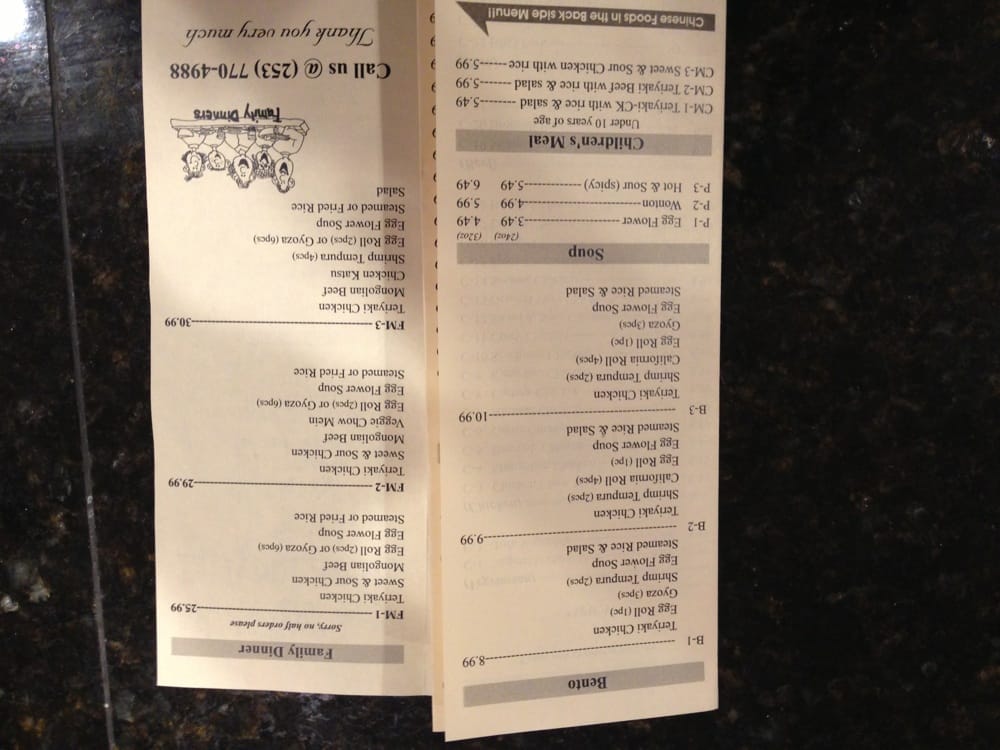 Bento
B-1 ------------------------------8.99
Teriyaki Chicken
Egg Roll (1pc)
Gyoza (3pcs)
Shrimp Tempura (2pcs)
Egg Flower Soup
Steamed Rice & Salad
B-2 ------------------------------9.99
Teriyaki Chicken
Shrimp Tempura (2pcs)
California Roll (4pcs)
Egg Roll (1pc)
Egg Flower Soup
Steamed Rice & Salad
B-3 ------------------------------10.99
Teriyaki Chicken
Shrimp Tempura (2pcs)
California Roll (4pcs)
Egg Roll (1pc)
Gyoza (3pcs)
Egg Flower Soup
Steamed Rice & Salad
Soup
(24oz) (32oz)
P-1 Egg Flower ------------------3.49 4.49
P-2 Wonton ----------------------4.99 5.99
P-3 Hot & Sour (spicy) ------------5.49 6.49
Children's Meal
Under 10 years of age
CM-1 Teriyaki-CK with rice & salad --------5.49
CM-2 Teriyaki Beef with rice & salad ------5.99
CM-3 Sweet & Sour Chicken with rice ------5.99
Chinese Foods in the Back side Menu!!
Family Dinner
Sorry, no half orders please
FM-1 ------------------------------25.99
Teriyaki Chicken
Sweet & Sour Chicken
Mongolian Beef
Egg Roll (2pcs) or Gyoza (6pcs)
Egg Flower Soup
Steamed or Fried Rice
FM-2 ------------------------------29.99
Teriyaki Chicken
Sweet & Sour Chicken
Mongolian Beef
Veggie Chow Mein
Egg Roll (2pcs) or Gyoza (6pcs)
Egg Flower Soup
Steamed or Fried Rice
FM-3 ------------------------------30.99
Teriyaki Chicken
Mongolian Beef
Chicken Katsu
Shrimp Tempura (4pcs)
Egg Roll (2pcs) or Gyoza (6pcs)
Egg Flower Soup
Steamed or Fried Rice
Salad
Family Dinners
Call us @ (253) 770-4988
Thank you very much